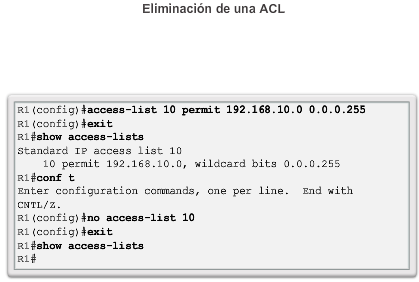 Eliminación de una ACL
R1(config)#access-list 10 permit 192.168.10.0 0.0.0.255
R1(config)#exit
R1#show access-lists
Standard IP access list 10
    10 permit 192.168.10.0, wildcard bits 0.0.0.255
R1#conf t
Enter configuration commands, one per line.  End with
CNTL/Z.
R1(config)#no access-list 10
R1(config)#exit
R1#show access-lists
R1#